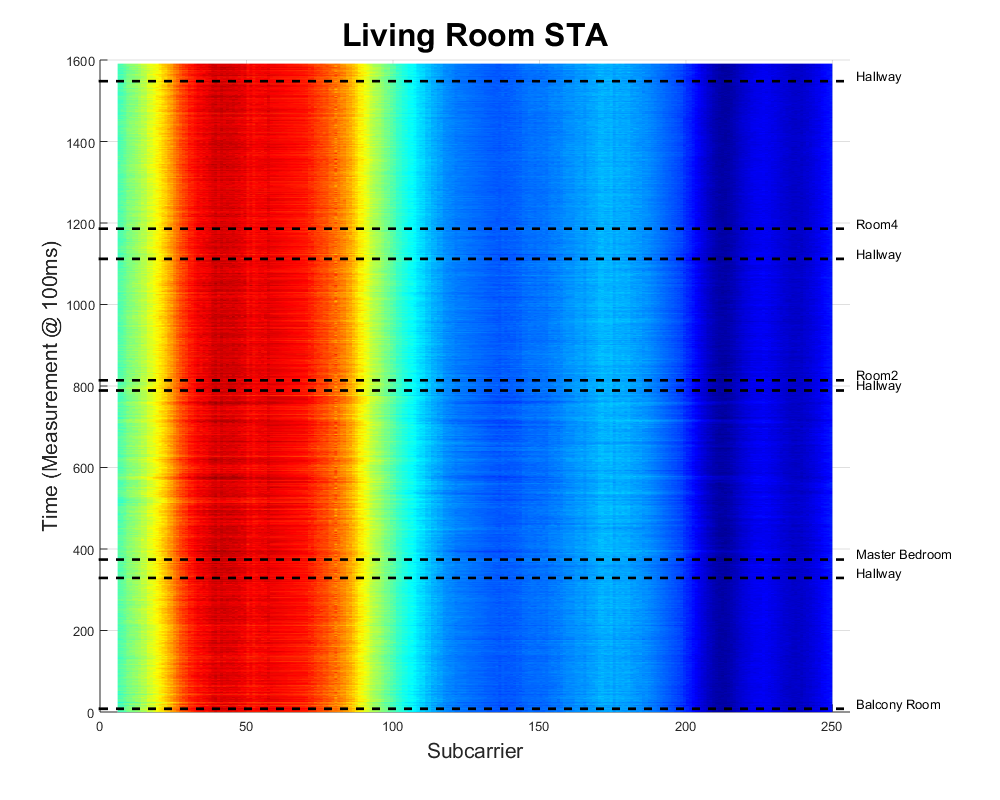 Living Room STA
1600
Hallway
1400
1200
Room4
Hallway
1000
Room2
800
Hallway
600
400
Master Bedroom
Hallway
200
Balcony Room
0
0 50 100 150 200 250
Subcarrier
Time (Measurement @ 100ms)